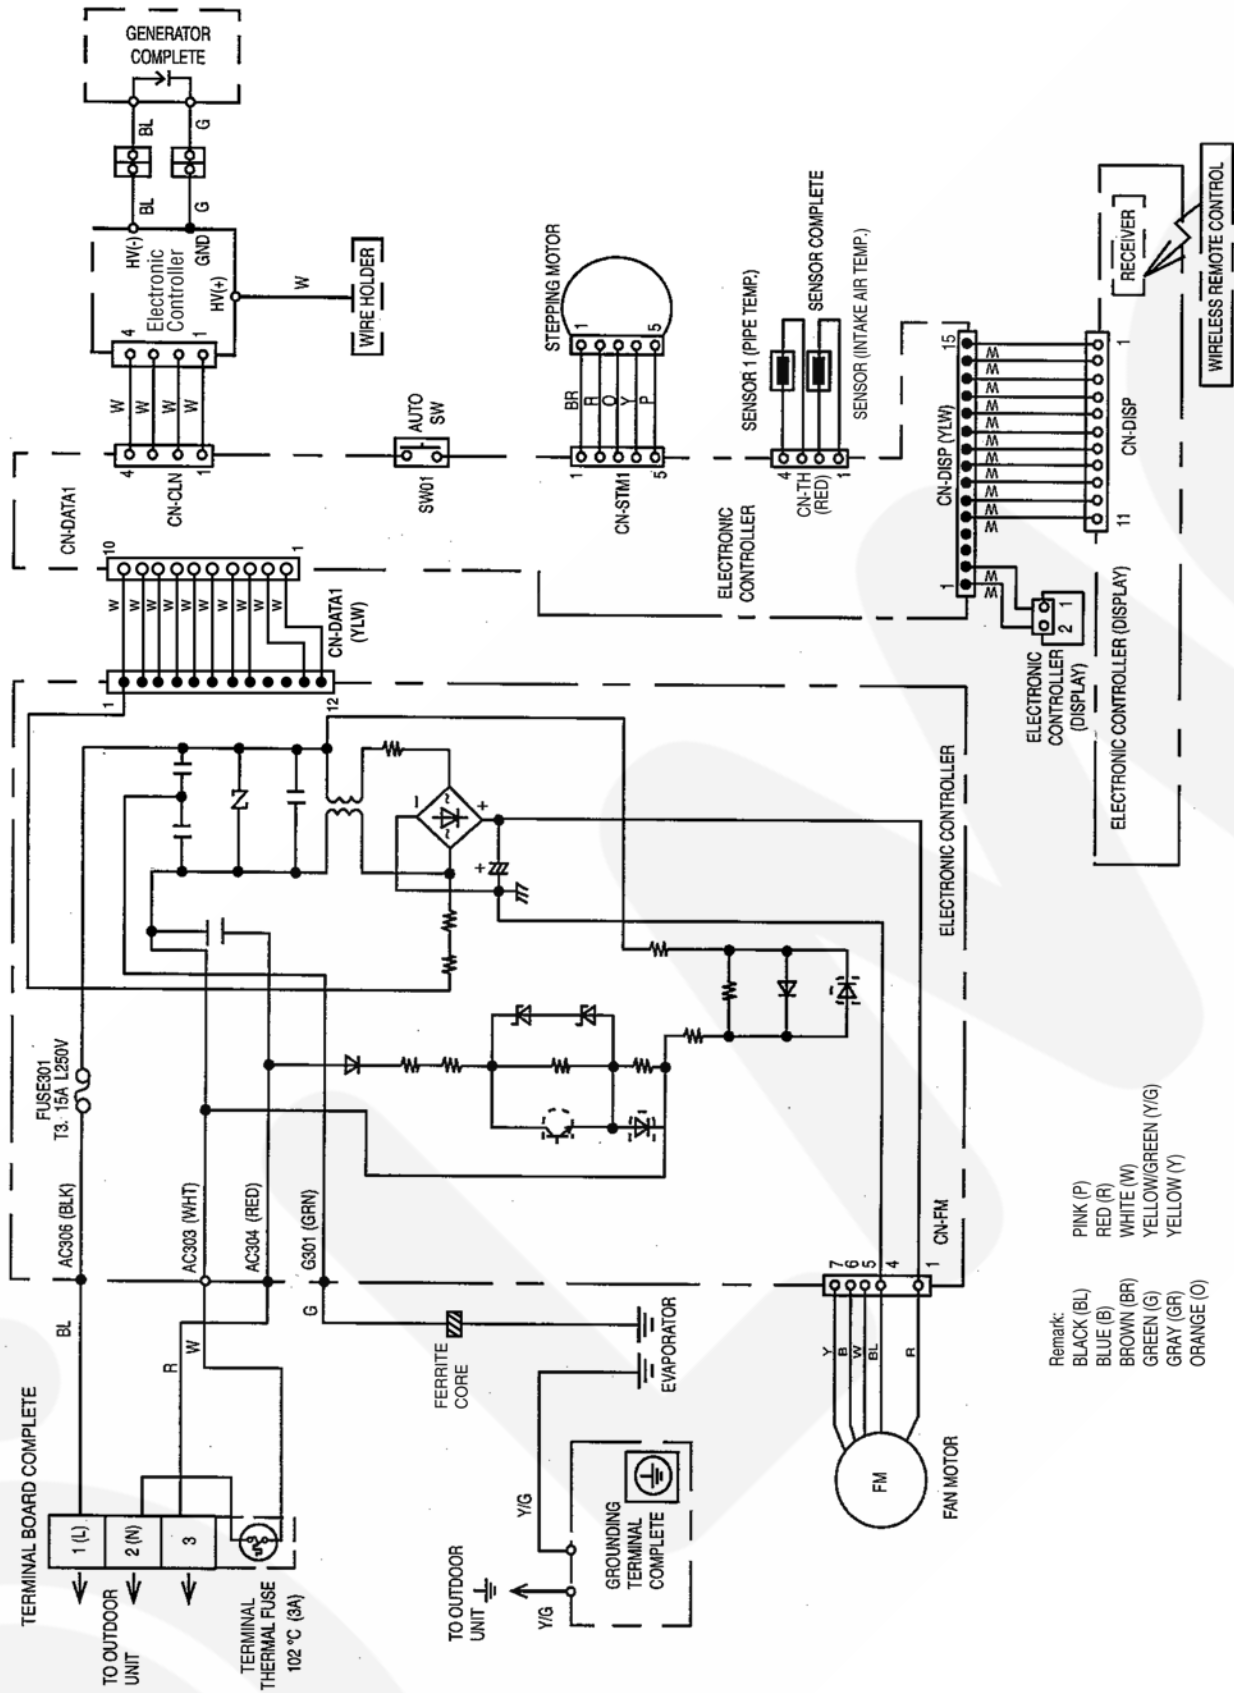 GENERATOR
COMPLETE
BL
G
BL
G
HV(-)
GND
HV(+)
Electronic
Controller
4
1
W
WIRE HOLDER
W
W
W
4
1
CN-CLN
CN-DATA1
AUTO
SW
SW01
STEPPING MOTOR
1
5
BR
R
O
Y
P
1
5
CN-STM1
SENSOR 1 (PIPE TEMP.)
SENSOR COMPLETE
SENSOR (INTAKE AIR TEMP.)
4
1
CN-TH
(RED)
ELECTRONIC
CONTROLLER
10
1
W
W
W
W
W
W
W
W
W
CN-DATA1
(YLW)
1
12
CN-DISP (YLW)
15
1
W
W
W
W
W
W
W
W
W
W
W
W
1
11
CN-DISP
RECEIVER
WIRELESS REMOTE CONTROL
2
1
ELECTRONIC
CONTROLLER
(DISPLAY)
ELECTRONIC CONTROLLER (DISPLAY)
ELECTRONIC CONTROLLER
FUSE301
T3. 15A L250V
~
~
-
+
+
AC306 (BLK)
AC303 (WHT)
AC304 (RED)
G301 (GRN)
BL
R
W
G
TERMINAL BOARD COMPLETE
1 (L)
2 (N)
3
TO OUTDOOR
UNIT
TERMINAL
THERMAL FUSE
102 °C (3A)
FERRITE
CORE
EVAPORATOR
Y/G
GROUNDING
TERMINAL
COMPLETE
TO OUTDOOR
UNIT
Y/G
CN-FM
7
6
5
4
1
Y
B
W
BL
R
FM
FAN MOTOR
Remark:
BLACK (BL) PINK (P)
BLUE (B) RED (R)
BROWN (BR) WHITE (W)
GREEN (G) YELLOW/GREEN (Y/G)
GRAY (GR) YELLOW (Y)
ORANGE (O)